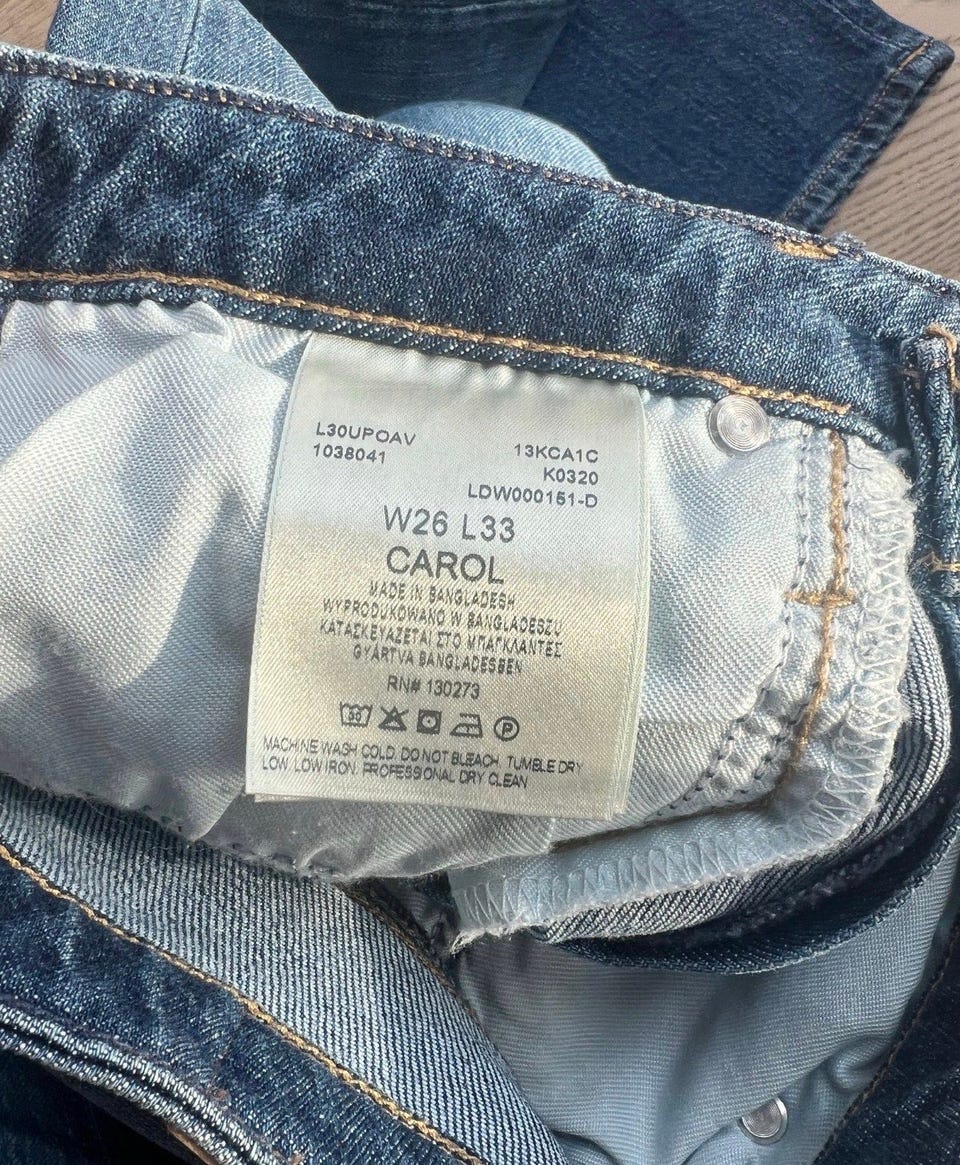 L30UPOAV
1038041
13KCA1C
K0320
LDW000151-D
W26 L33
CAROL
MADE IN BANGLADESH
WYPRODUKOWANO W BANGLADESZU
ΚΑΤΑΣΚΕΥΑΖΕΤΑΙ ΣΤΟ ΜΠΑΓΚΛΑΝΤΕΣ
GYÁRTVA BANGLADESBEN
RN# 130273
30 P
MACHINE WASH COLD. DO NOT BLEACH. TUMBLE DRY
LOW. LOW IRON. PROFESSIONAL DRY CLEAN